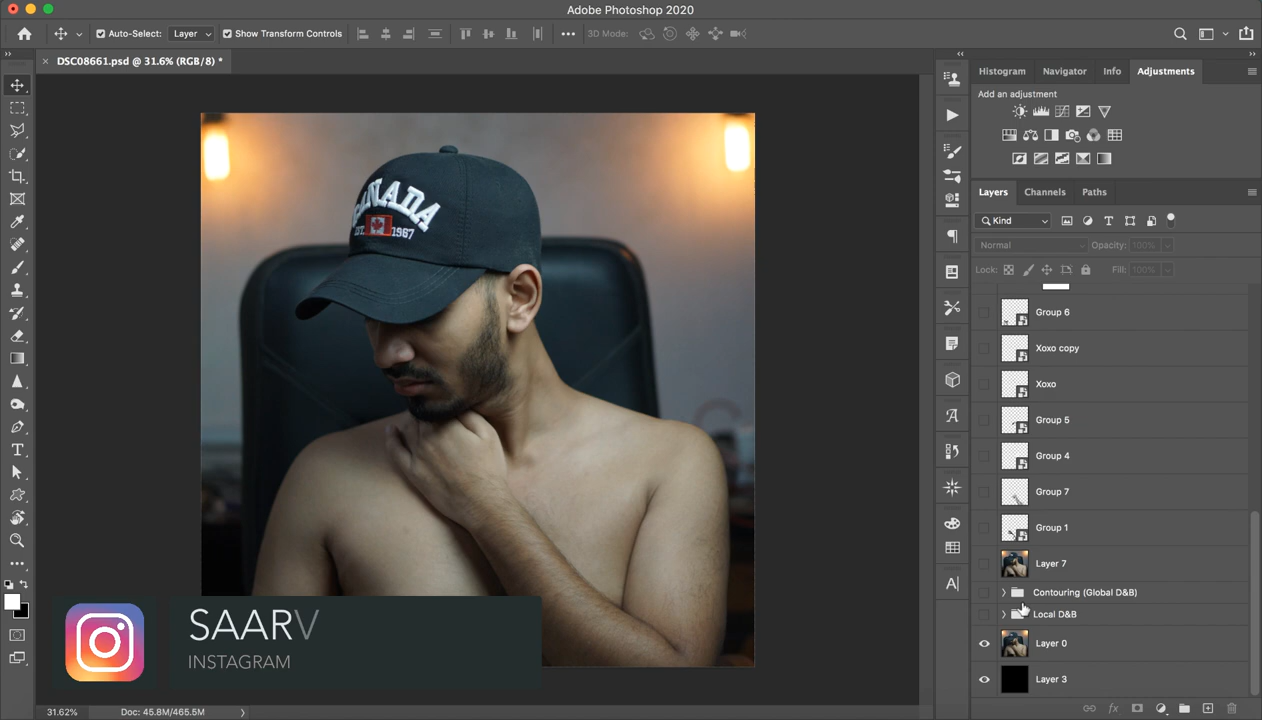 Adobe Photoshop 2020
Auto-Select: Layer Show Transform Controls 3D Mode:
DSC08661.psd @ 31.6% (RGB/8) *
Histogram Navigator Info Adjustments
Add an adjustment
Layers Channels Paths
Kind
Normal Opacity: 100%
Lock: Fill: 100%
Group 6
Xoxo copy
Xoxo
Group 5
Group 4
Group 7
Group 1
Layer 7
Contouring (Global D&B)
Local D&B
Layer 0
Layer 3
CANADA
EST. 1967
SAARV
INSTAGRAM
31.62% Doc: 45.8M/465.5M